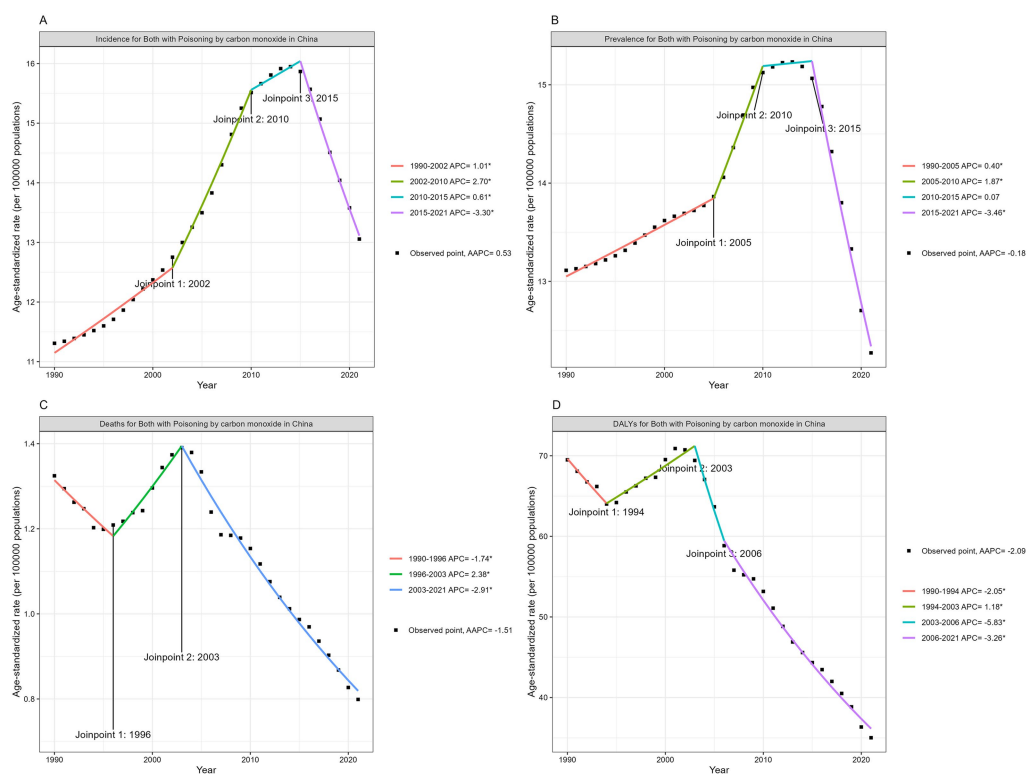 A
Incidence for Both with Poisoning by carbon monoxide in China
Age-standardized rate (per 100000 populations)
16
15
14
13
12
11
Joinpoint 1: 2002
Joinpoint 2: 2010
Joinpoint 3: 2015
1990
2000
2010
2020
Year
1990-2002 APC= 1.01*
2002-2010 APC= 2.70*
2010-2015 APC= 0.61*
2015-2021 APC= -3.30*
Observed point, AAPC= 0.53
B
Prevalence for Both with Poisoning by carbon monoxide in China
Age-standardized rate (per 100000 populations)
15
14
13
Joinpoint 1: 2005
Joinpoint 2: 2010
Joinpoint 3: 2015
1990
2000
2010
2020
Year
1990-2005 APC= 0.40*
2005-2010 APC= 1.87*
2010-2015 APC= 0.07
2015-2021 APC= -3.46*
Observed point, AAPC= -0.18
C
Deaths for Both with Poisoning by carbon monoxide in China
Age-standardized rate (per 100000 populations)
1.4
1.2
1.0
0.8
Joinpoint 1: 1996
Joinpoint 2: 2003
1990
2000
2010
2020
Year
1990-1996 APC= -1.74*
1996-2003 APC= 2.38*
2003-2021 APC= -2.91*
Observed point, AAPC= -1.51
D
DALYs for Both with Poisoning by carbon monoxide in China
Age-standardized rate (per 100000 populations)
70
60
50
40
Joinpoint 1: 1994
Joinpoint 2: 2003
Joinpoint 3: 2006
1990
2000
2010
2020
Year
Observed point, AAPC= -2.09
1990-1994 APC= -2.05*
1994-2003 APC= 1.18*
2003-2006 APC= -5.83*
2006-2021 APC= -3.26*